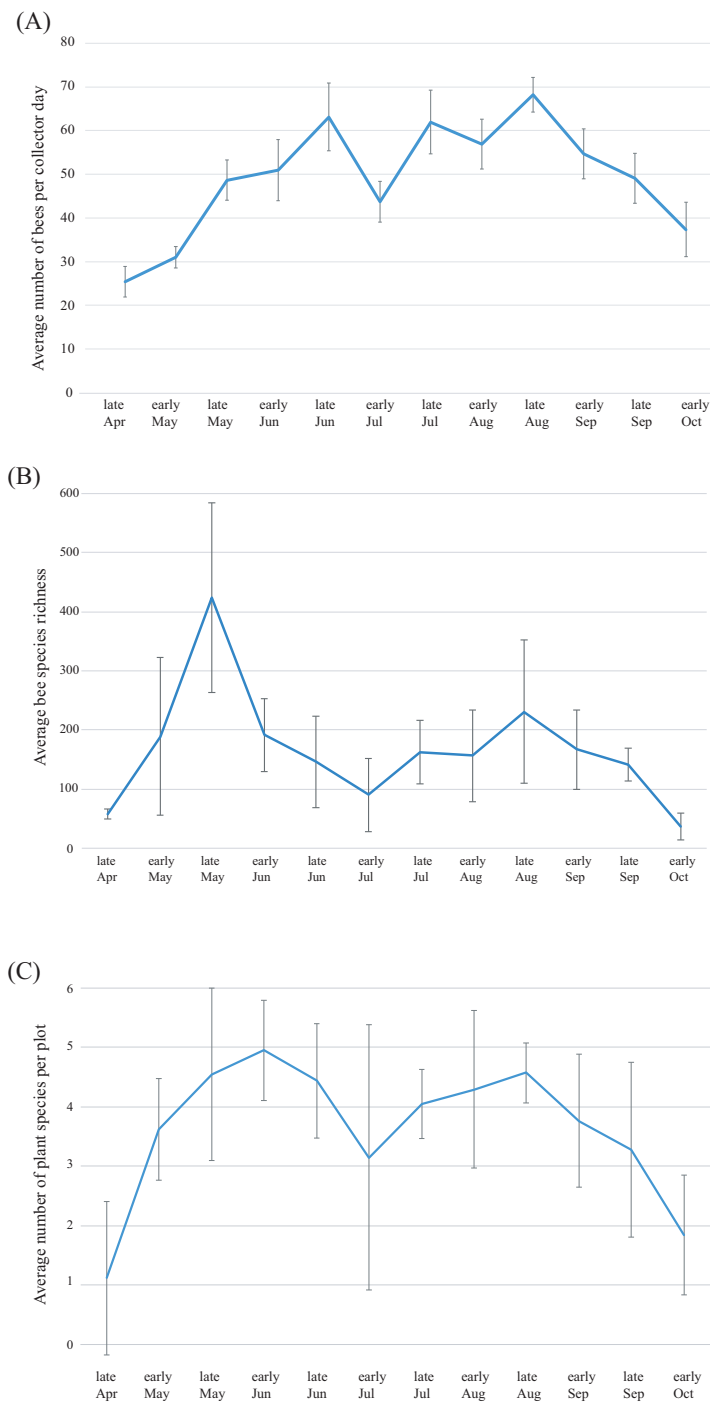 (A)
Average number of bees per collector day
80
70
60
50
40
30
20
10
0
late early late early late early late early late early late early
Apr May May Jun Jun Jul Jul Aug Aug Sep Sep Oct
(B)
Average bee species richness
600
500
400
300
200
100
0
late early late early late early late early late early late early
Apr May May Jun Jun Jul Jul Aug Aug Sep Sep Oct
(C)
Average number of plant species per plot
6
5
4
3
2
1
0
late early late early late early late early late early late early
Apr May May Jun Jun Jul Jul Aug Aug Sep Sep Oct